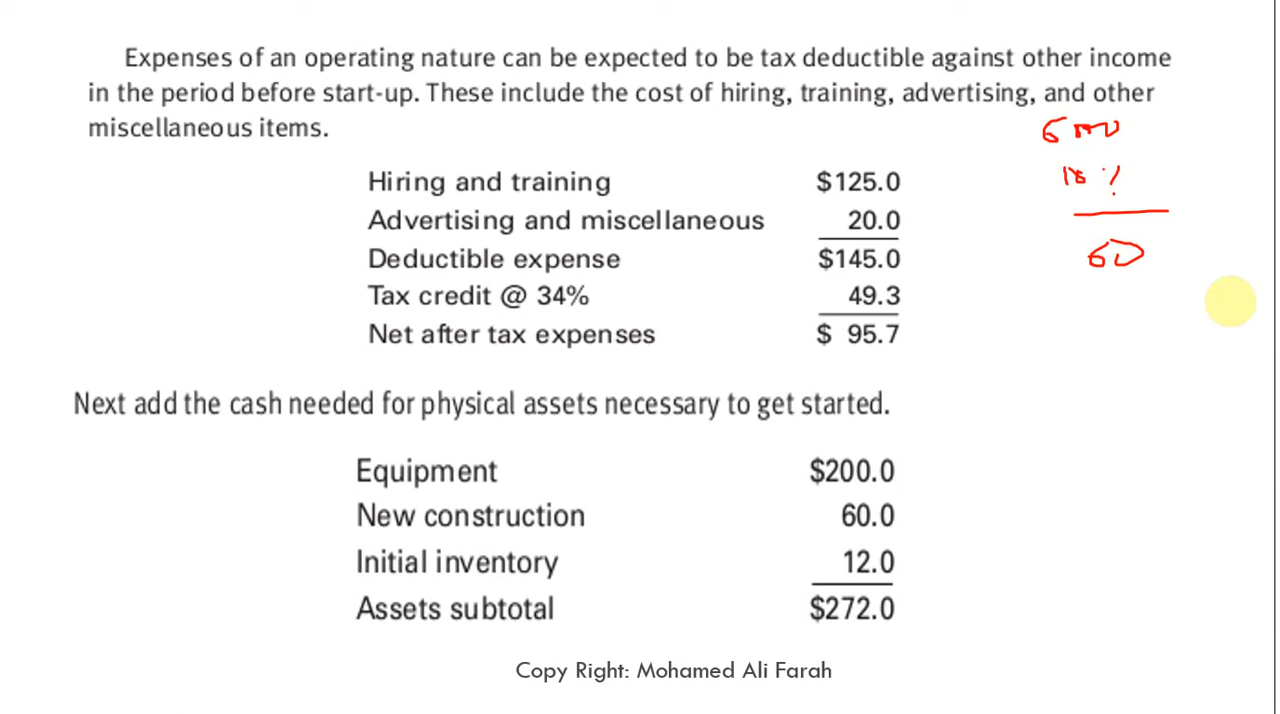 Expenses of an operating nature can be expected to be tax deductible against other income
in the period before start-up. These include the cost of hiring, training, advertising, and other
miscellaneous items.
Hiring and training $125.0
Advertising and miscellaneous 20.0
Deductible expense $145.0
Tax credit @ 34% 49.3
Net after tax expenses $ 95.7
Next add the cash needed for physical assets necessary to get started.
Equipment $200.0
New construction 60.0
Initial inventory 12.0
Assets subtotal $272.0
Copy Right: Mohamed Ali Farah